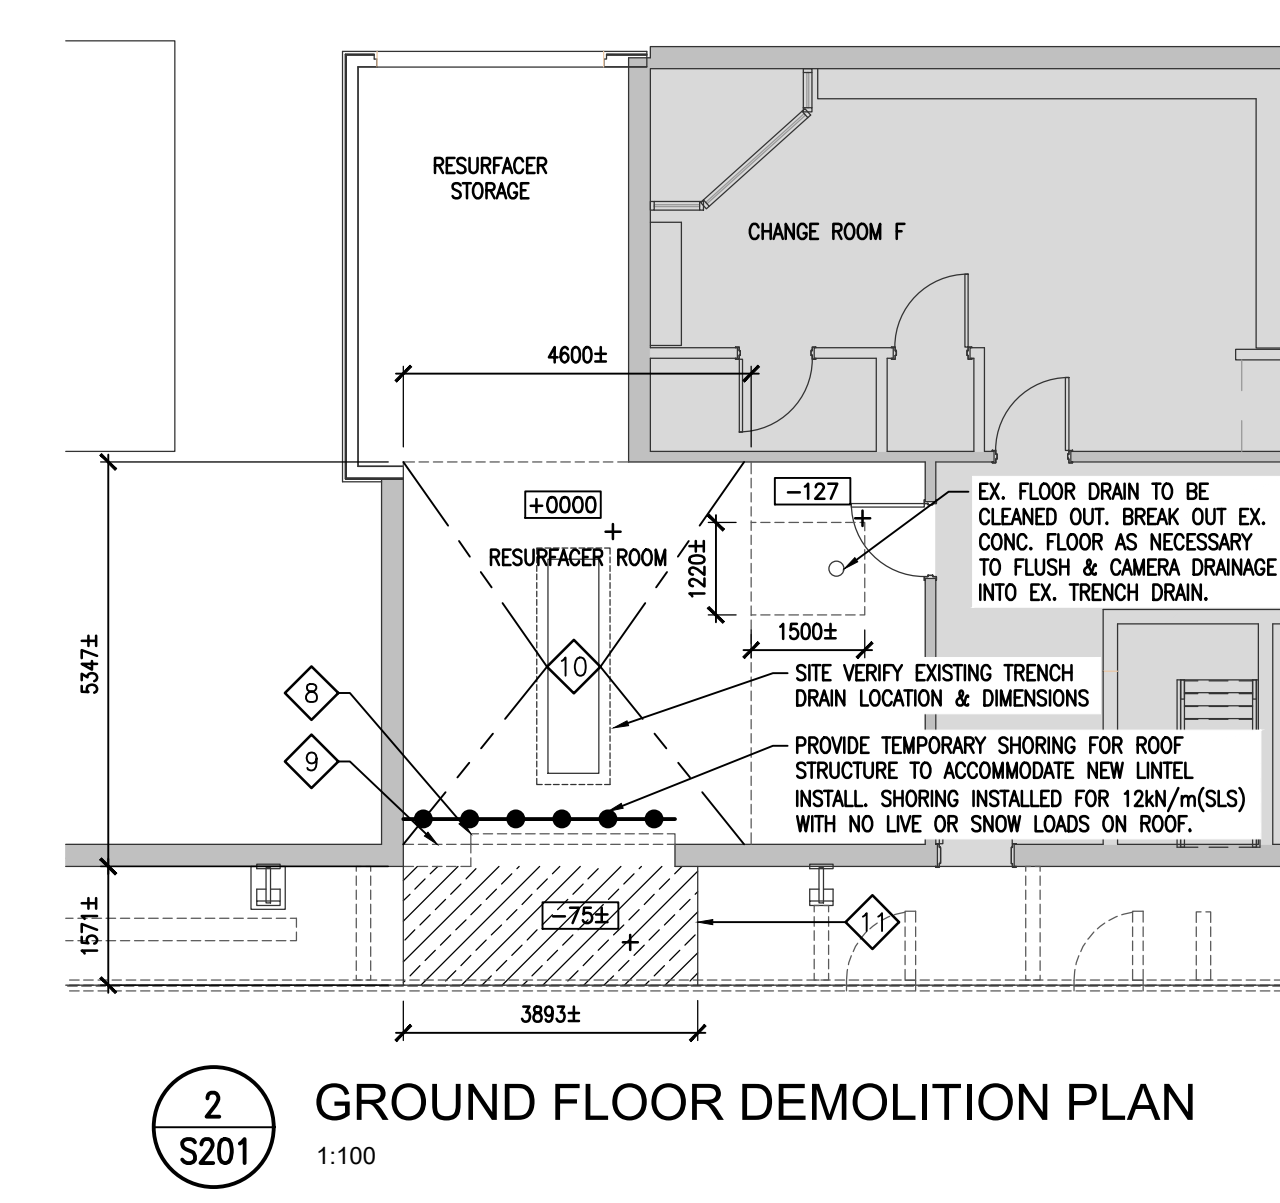 RESURFACER
STORAGE
CHANGE ROOM F
4600±
+0000
-127
RESURFACER ROOM
1220±
1500±
5347±
EX. FLOOR DRAIN TO BE
CLEANED OUT. BREAK OUT EX.
CONC. FLOOR AS NECESSARY
TO FLUSH & CAMERA DRAINAGE
INTO EX. TRENCH DRAIN.
10
8
9
SITE VERIFY EXISTING TRENCH
DRAIN LOCATION & DIMENSIONS
PROVIDE TEMPORARY SHORING FOR ROOF
STRUCTURE TO ACCOMMODATE NEW LINTEL
INSTALL. SHORING INSTALLED FOR 12kN/m(SLS)
WITH NO LIVE OR SNOW LOADS ON ROOF.
1571±
-75±
11
3893±
2
S201
GROUND FLOOR DEMOLITION PLAN
1:100